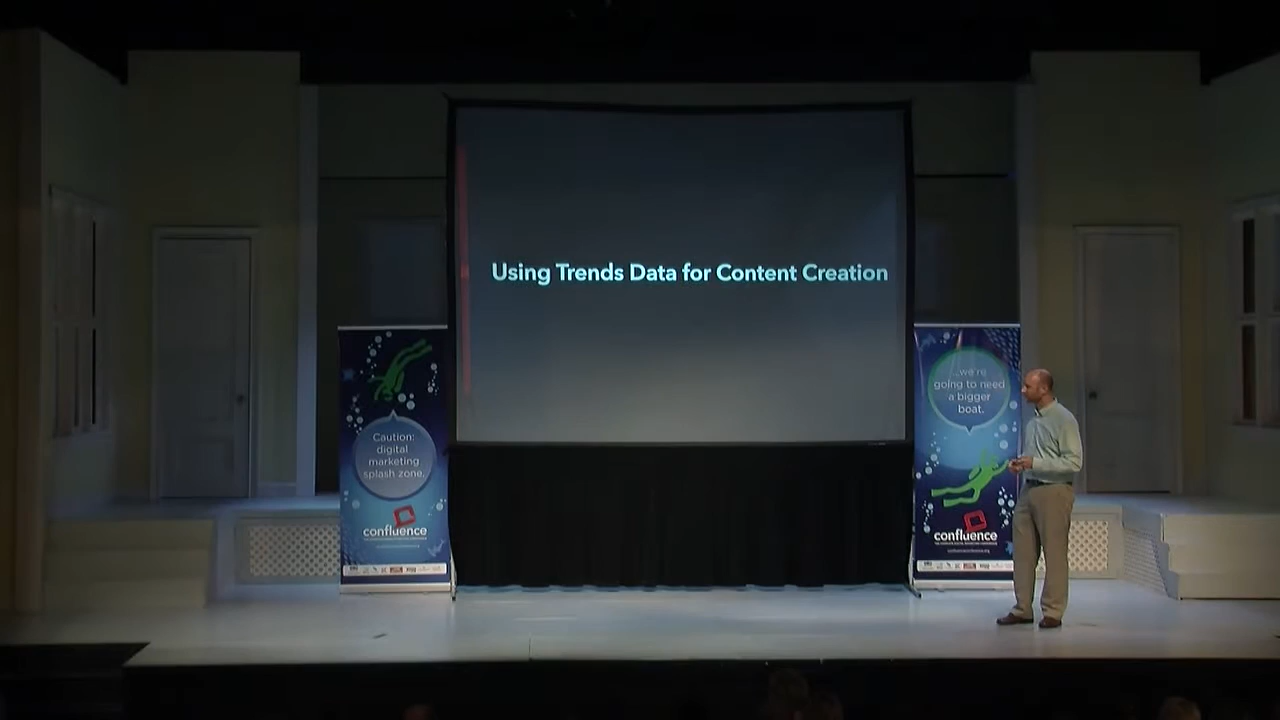 Using Trends Data for Content Creation
Caution:
digital
marketing
splash zone.
confluence
...we're
going to need
a bigger
boat.
confluence